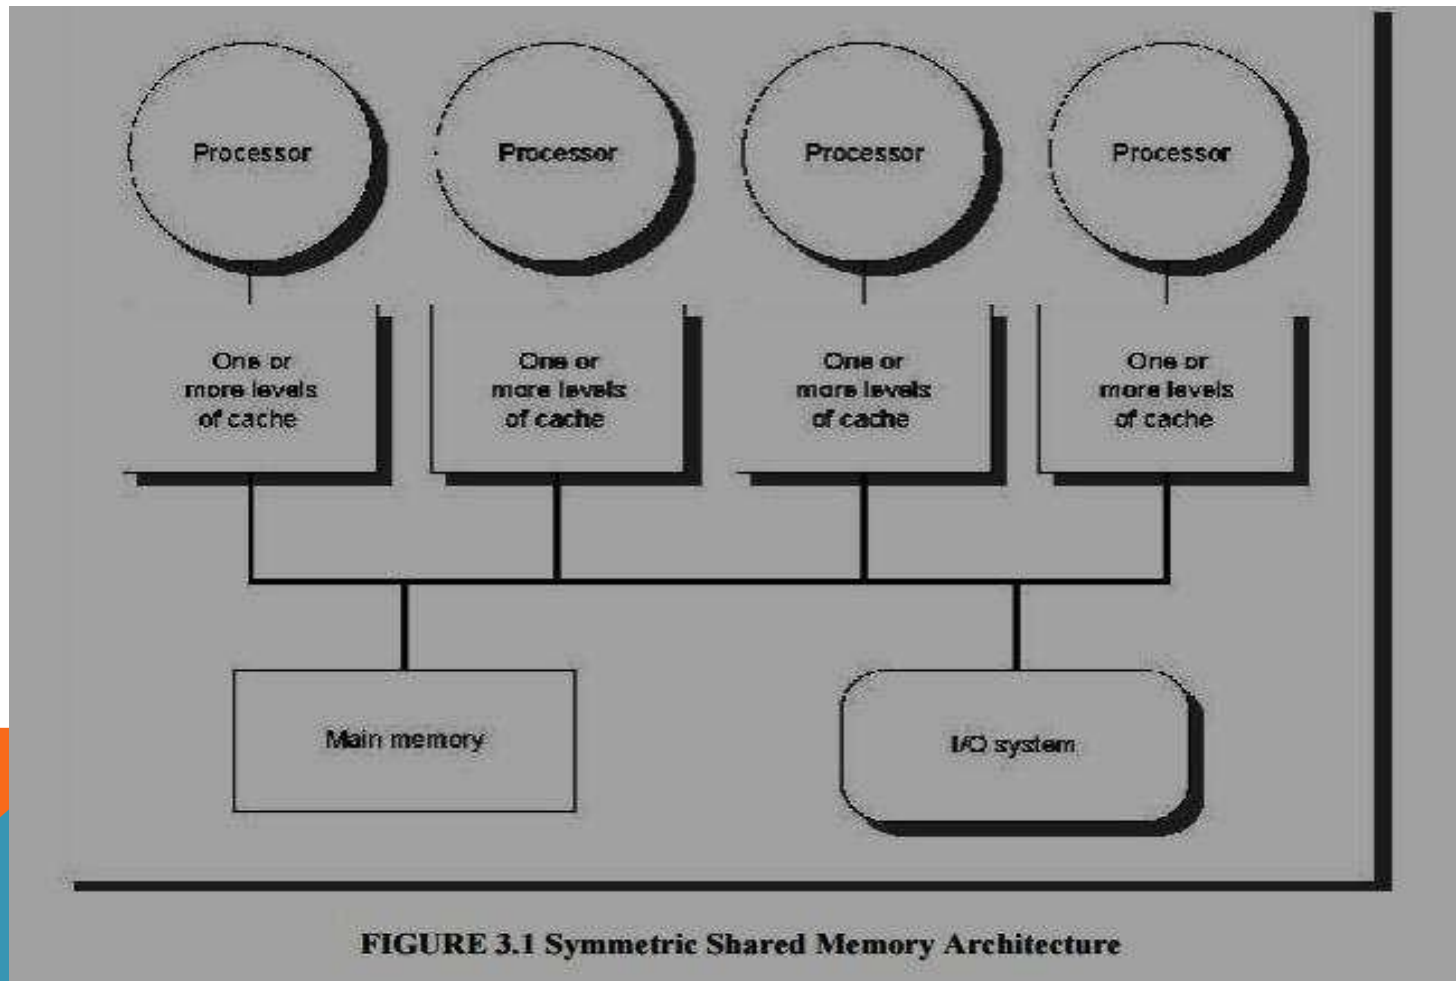 Processor
Processor
Processor
Processor
One or
more levels
of cache
One or
more levels
of cache
One or
more levels
of cache
One or
more levels
of cache
Main memory
I/O system
FIGURE 3.1 Symmetric Shared Memory Architecture